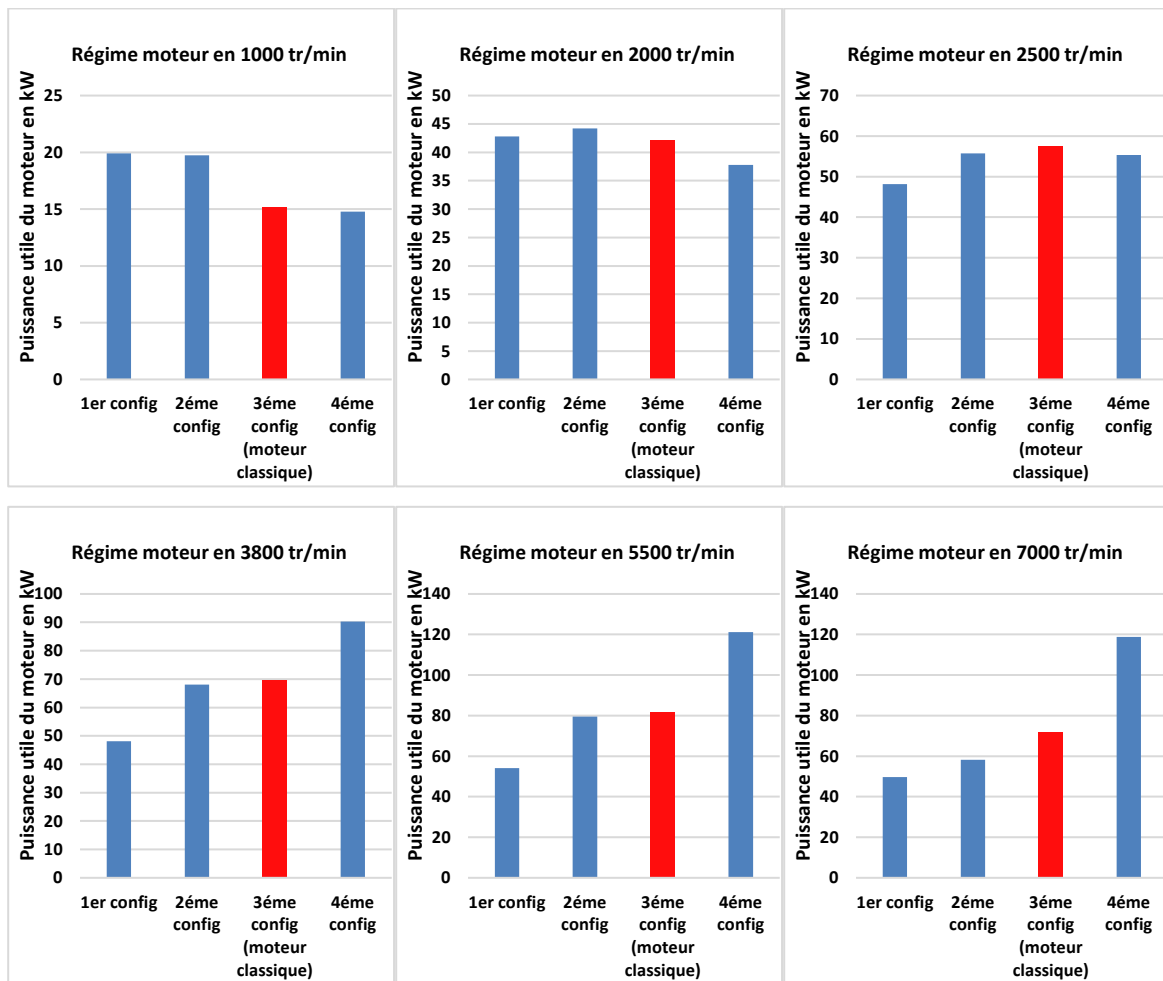 Régime moteur en 1000 tr/min
Puissance utile du moteur en kW
25
20
15
10
5
0
1er config
2éme config
3éme config (moteur classique)
4éme config
Régime moteur en 2000 tr/min
Puissance utile du moteur en kW
50
45
40
35
30
25
20
15
10
5
0
1er config
2éme config
3éme config (moteur classique)
4éme config
Régime moteur en 2500 tr/min
Puissance utile du moteur en kW
70
60
50
40
30
20
10
0
1er config
2éme config
3éme config (moteur classique)
4éme config
Régime moteur en 3800 tr/min
Puissance utile du moteur en kW
100
90
80
70
60
50
40
30
20
10
0
1er config
2éme config
3éme config (moteur classique)
4éme config
Régime moteur en 5500 tr/min
Puissance utile du moteur en kW
140
120
100
80
60
40
20
0
1er config
2éme config
3éme config (moteur classique)
4éme config
Régime moteur en 7000 tr/min
Puissance utile du moteur en kW
140
120
100
80
60
40
20
0
1er config
2éme config
3éme config (moteur classique)
4éme config